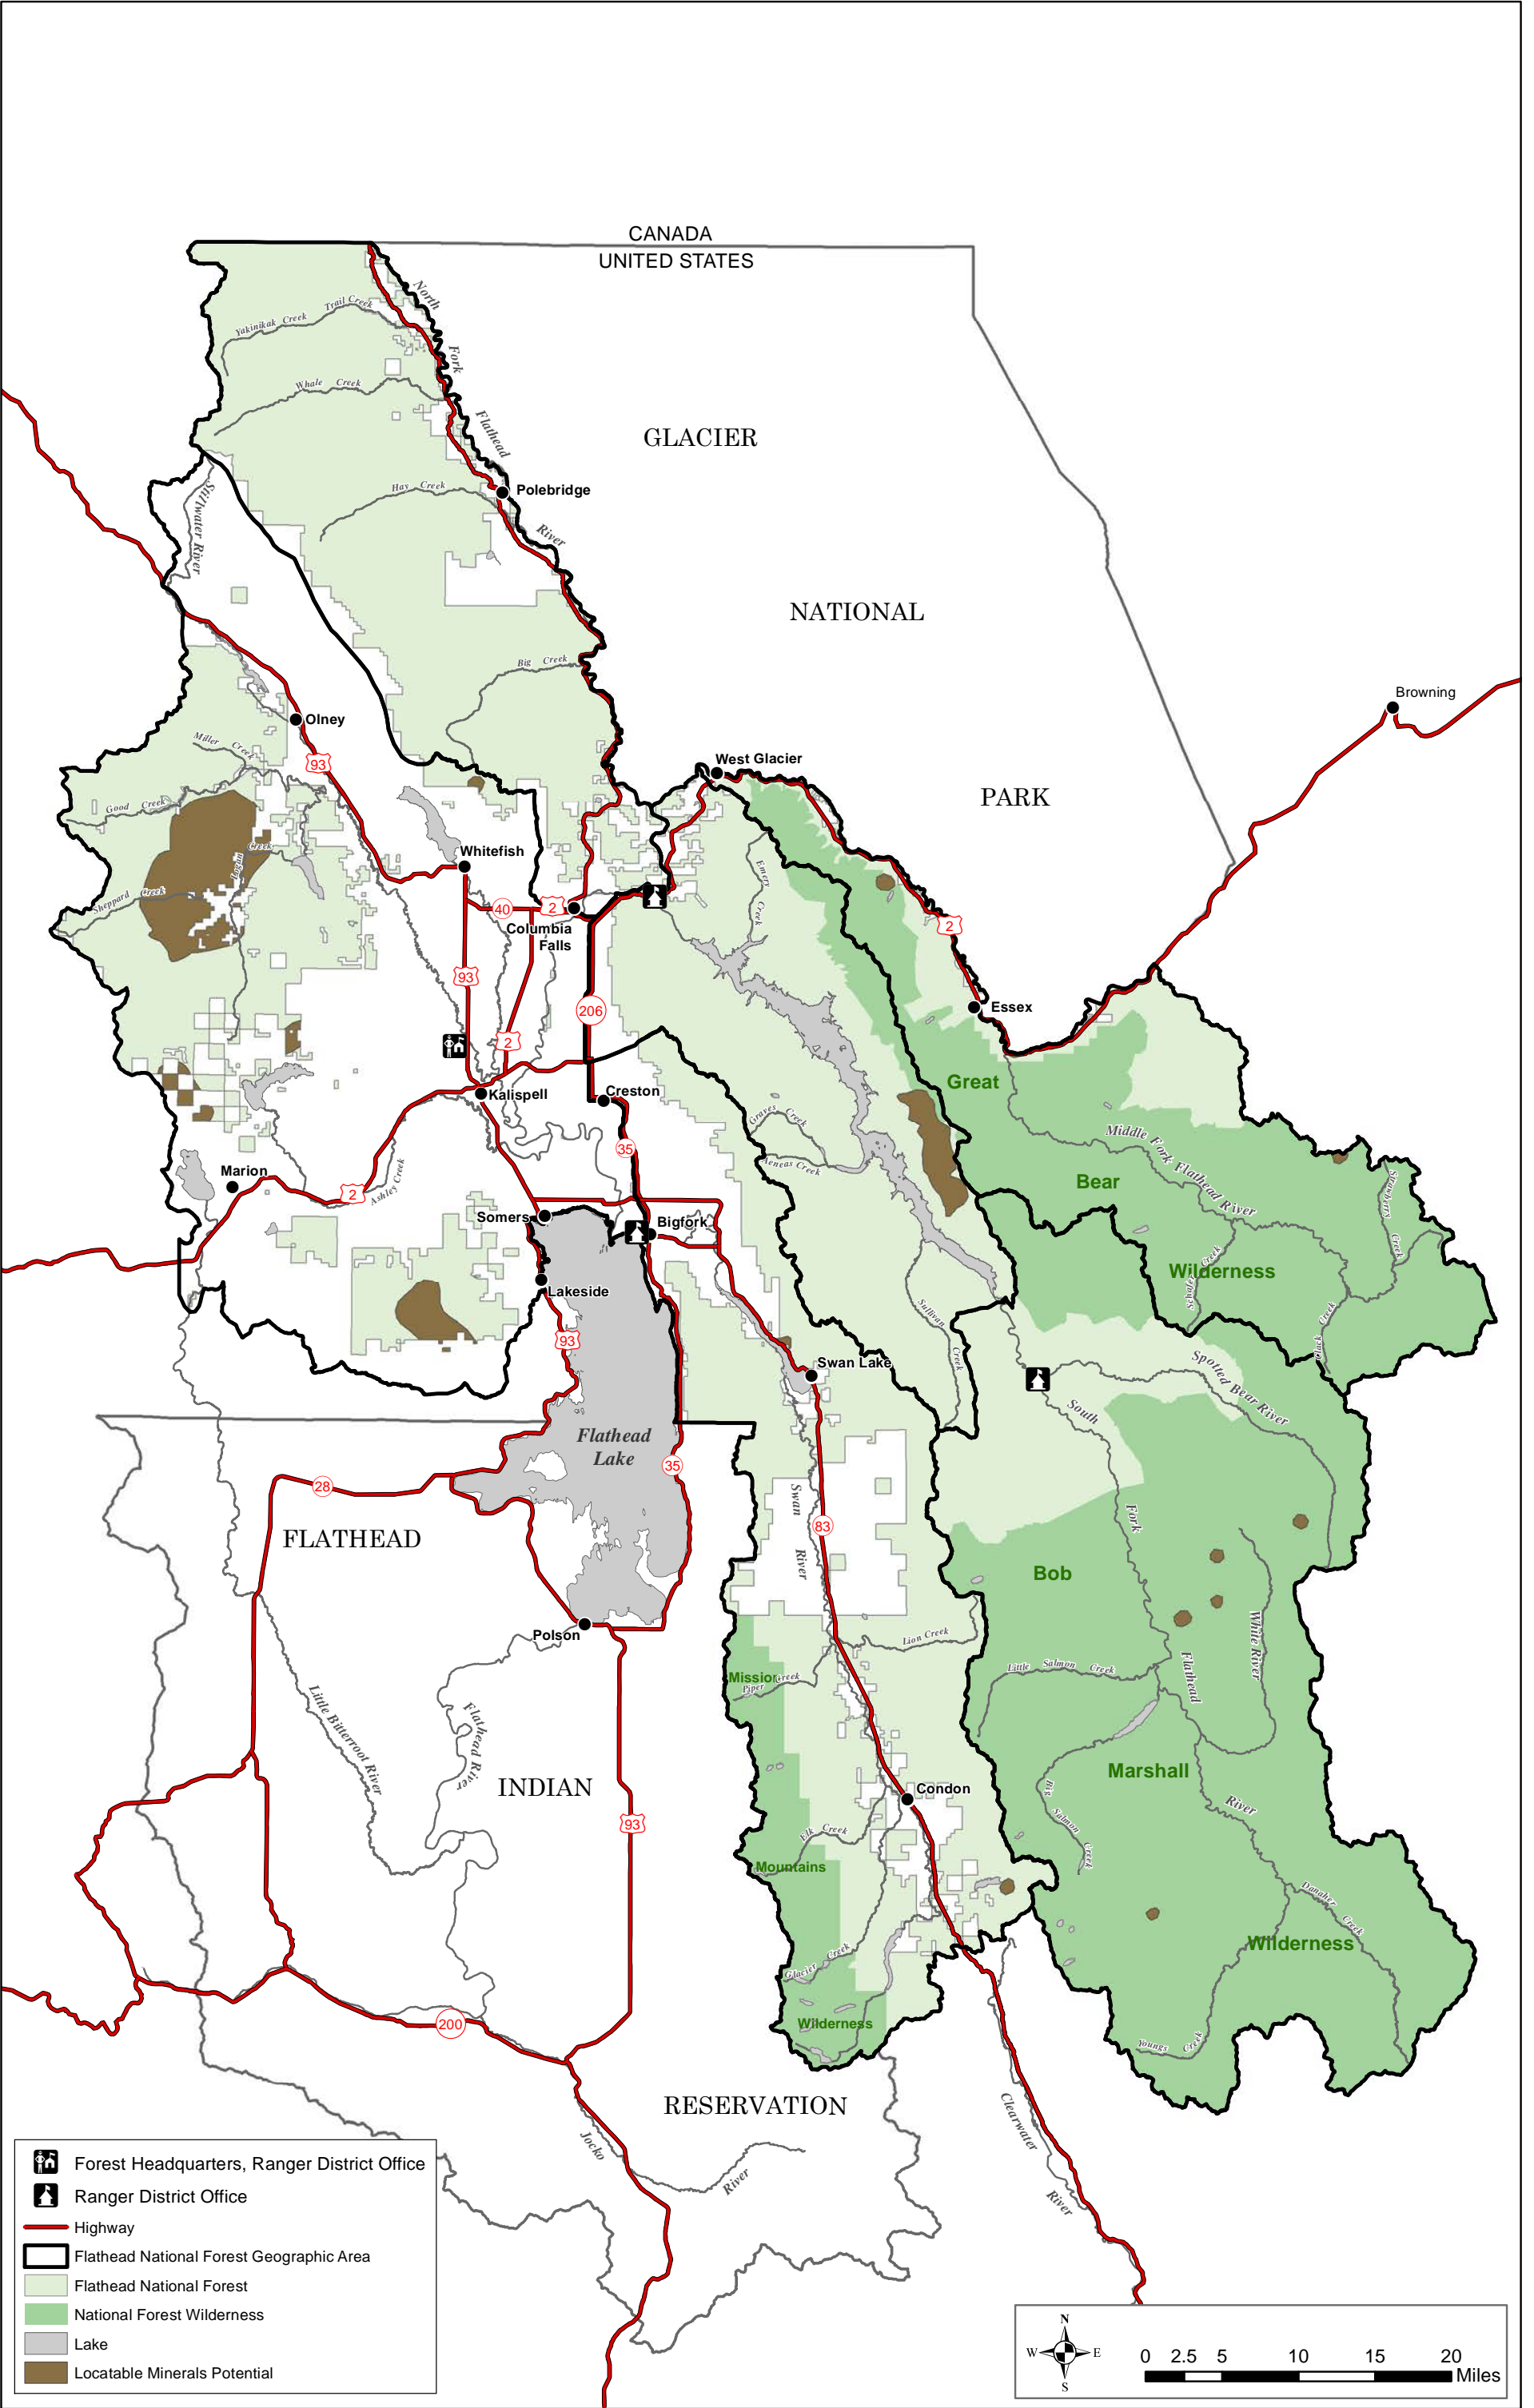 CANADA
UNITED STATES
North
Fork
Flathead
River
Trail Creek
Yakinikak Creek
Whale Creek
Hay Creek
Polebridge
GLACIER
NATIONAL
PARK
Stillwater River
Big Creek
Browning
Olney
93
Miller Creek
Good Creek
Logan Creek
Sheppard Creek
West Glacier
Whitefish
40
2
Columbia
Falls
Emery Creek
2
Essex
93
206
2
Kalispell
Creston
35
Great
Middle Fork Flathead River
Bear
Wilderness
Graves Creek
Aeneas Creek
Strawberry Creek
Schafer Creek
Clack Creek
Marion
2
Ashley Creek
Somers
Bigfork
Lakeside
93
Sullivan Creek
Swan Lake
Spotted Bear River
South
Fork
Flathead
River
Flathead
Lake
35
28
FLATHEAD
INDIAN
RESERVATION
Swan
River
83
Bob
Marshall
Wilderness
White River
Polson
Lion Creek
Little Salmon Creek
Mission
Piper Creek
Big Salmon Creek
Little Bitterroot River
Flathead River
93
Condon
Elk Creek
Mountains
Danaher Creek
Glacier Creek
Wilderness
Youngs Creek
200
Jocko
River
Clearwater
River
Forest Headquarters, Ranger District Office
Ranger District Office
Highway
Flathead National Forest Geographic Area
Flathead National Forest
National Forest Wilderness
Lake
Locatable Minerals Potential
N
W E
S
0 2.5 5 10 15 20
Miles